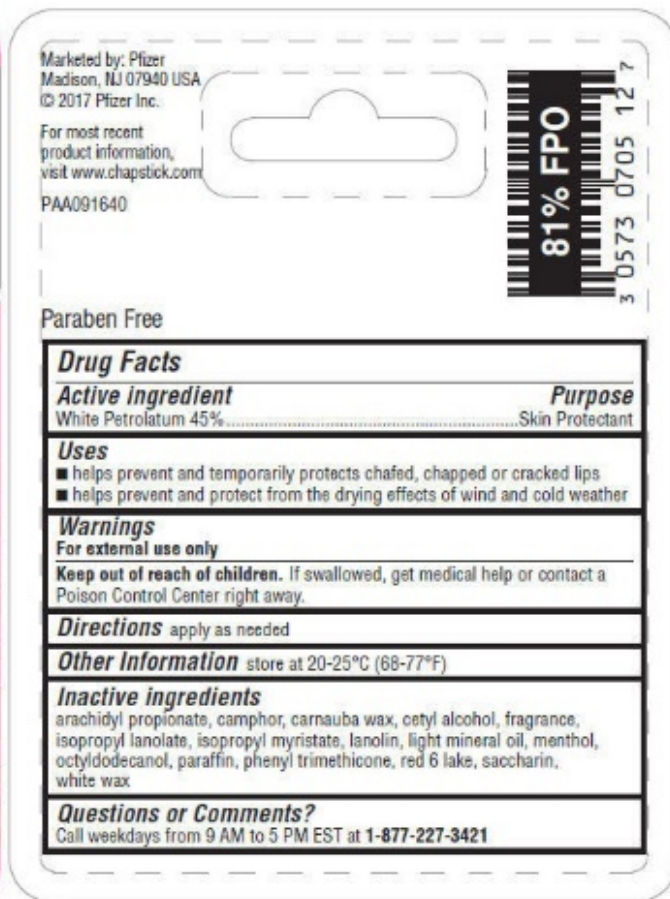 Marketed by: Pfizer
Madison, NJ 07940 USA
© 2017 Pfizer Inc.
For most recent
product information,
visit www.chapstick.com
PAA091640
81% FPO
3 0573 0705 12 7
Paraben Free
Drug Facts
Active ingredient Purpose
White Petrolatum 45%..........................................................Skin Protectant
Uses
■ helps prevent and temporarily protects chafed, chapped or cracked lips
■ helps prevent and protect from the drying effects of wind and cold weather
Warnings
For external use only
Keep out of reach of children. If swallowed, get medical help or contact a
Poison Control Center right away.
Directions apply as needed
Other Information store at 20-25°C (68-77°F)
Inactive ingredients
arachidyl propionate, camphor, carnauba wax, cetyl alcohol, fragrance,
isopropyl lanolate, isopropyl myristate, lanolin, light mineral oil, menthol,
octyldodecanol, paraffin, phenyl trimethicone, red 6 lake, saccharin,
white wax
Questions or Comments?
Call weekdays from 9 AM to 5 PM EST at 1-877-227-3421